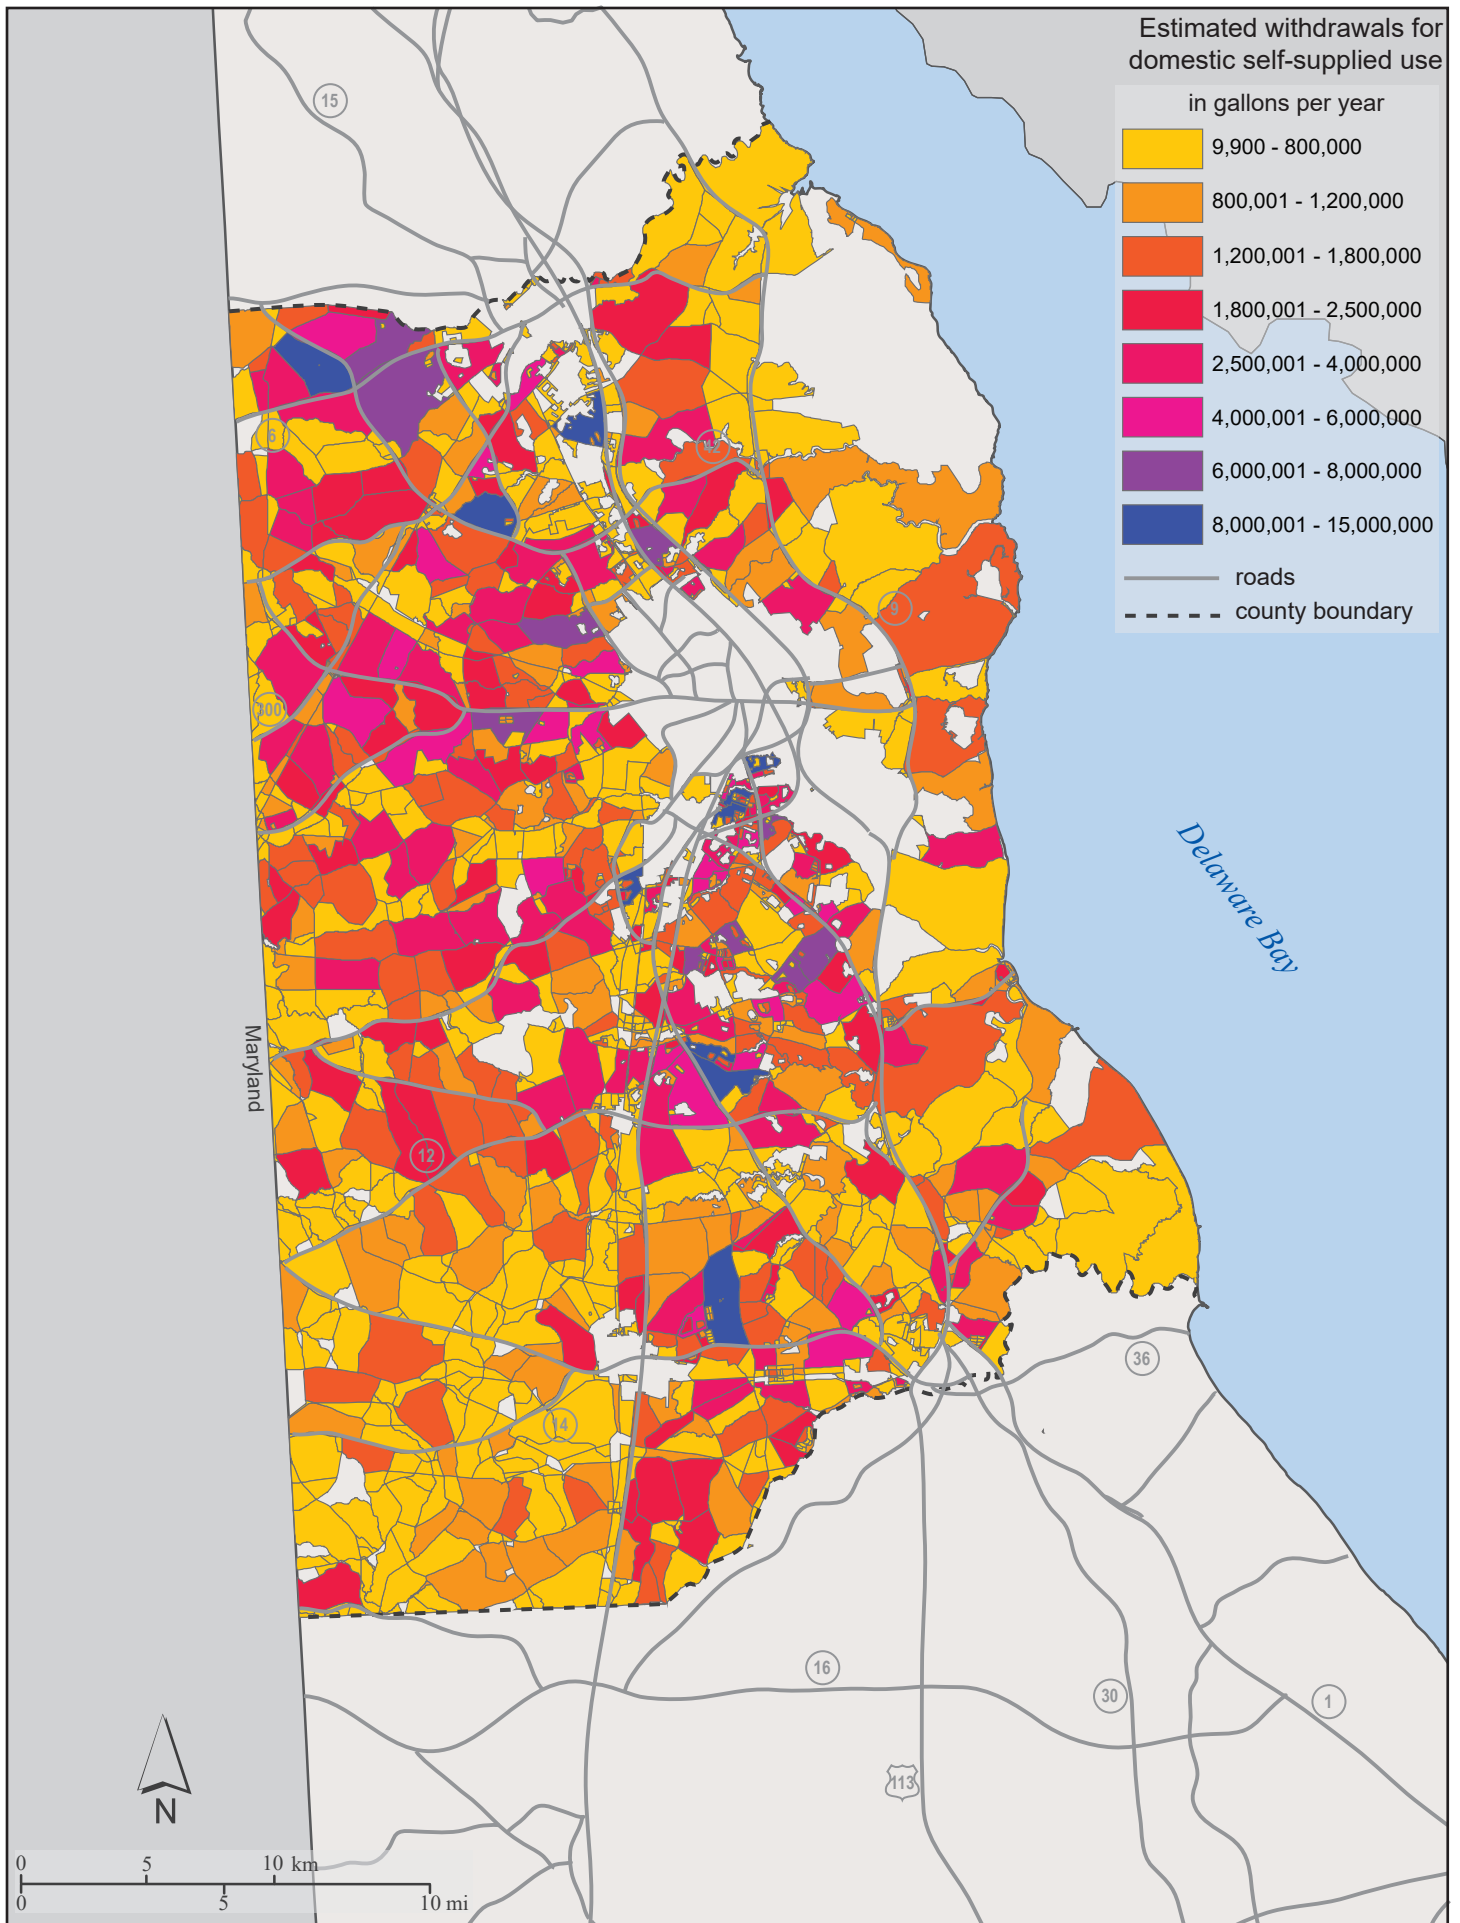 Estimated withdrawals for
domestic self-supplied use
in gallons per year
9,900 - 800,000
800,001 - 1,200,000
1,200,001 - 1,800,000
1,800,001 - 2,500,000
2,500,001 - 4,000,000
4,000,001 - 6,000,000
6,000,001 - 8,000,000
8,000,001 - 15,000,000
roads
county boundary
15
6
42
9
300
Delaware Bay
Maryland
12
36
14
16
30
1
113
N
0 5 10 km
0 5 10 mi